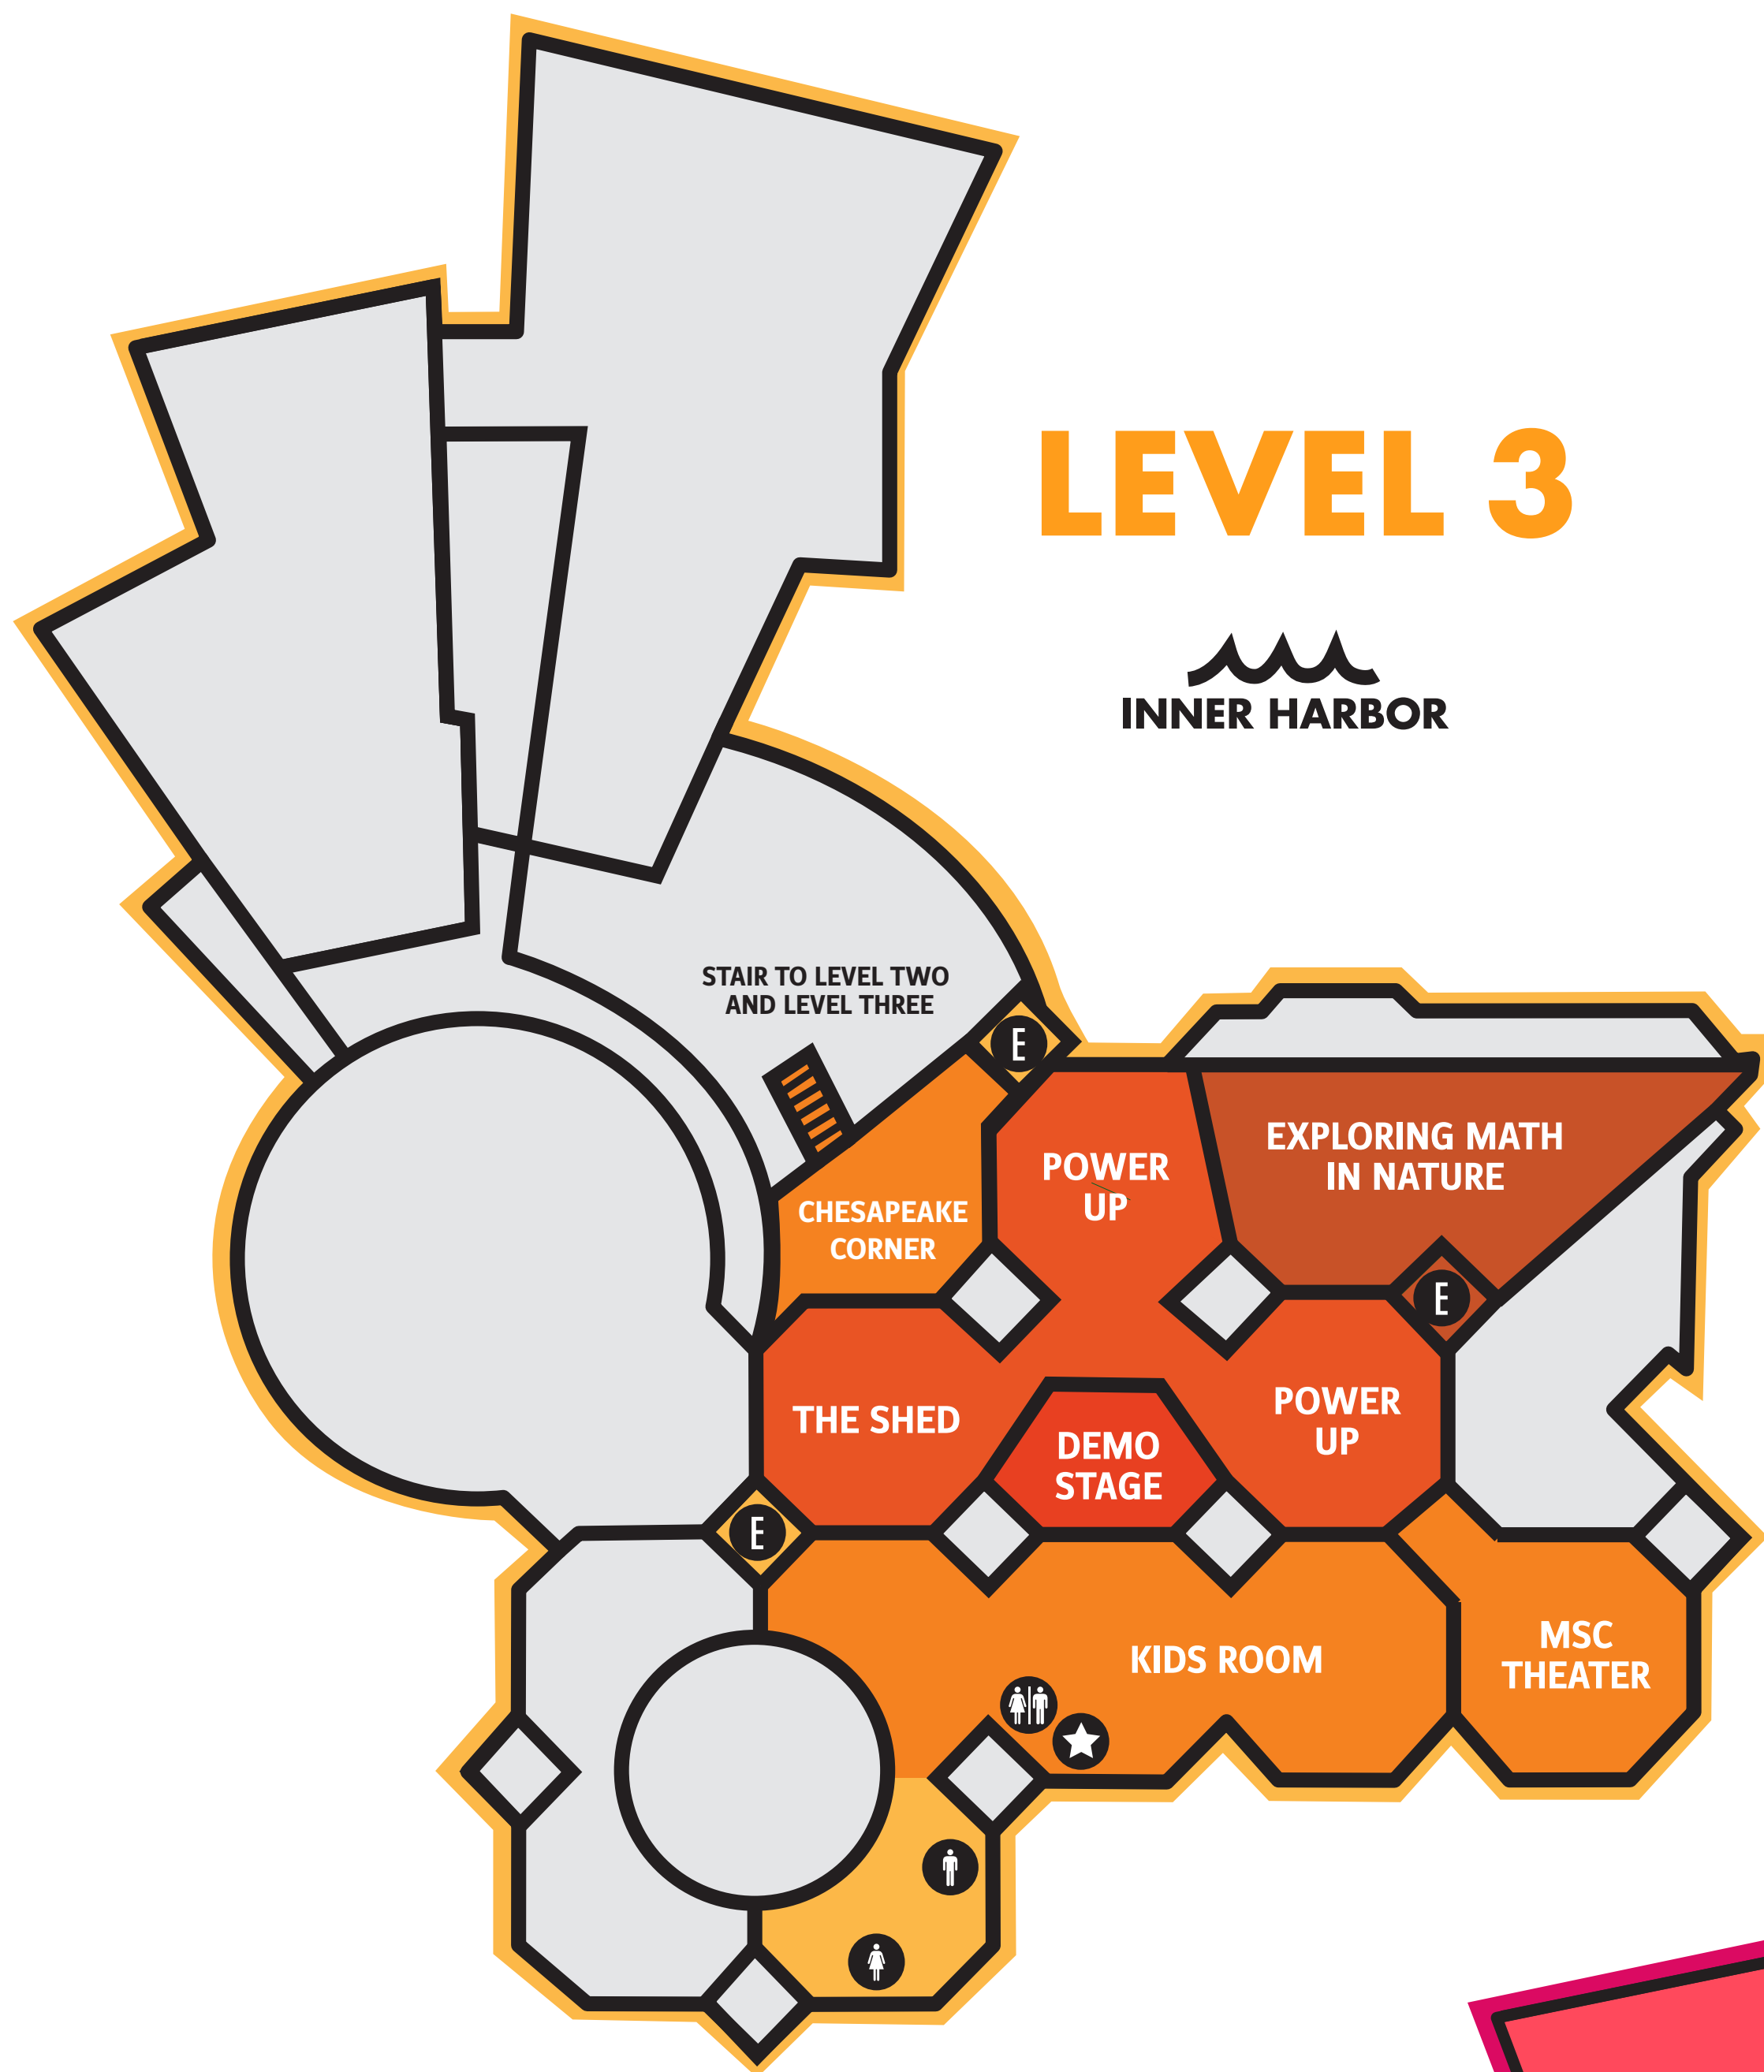 LEVEL 3
INNER HARBOR
STAIR TO LEVEL TWO
AND LEVEL THREE
E
EXPLORING MATH
IN NATURE
POWER
UP
CHESAPEAKE
CORNER
E
THE SHED
DEMO
STAGE
POWER
UP
E
KIDS ROOM
MSC
THEATER